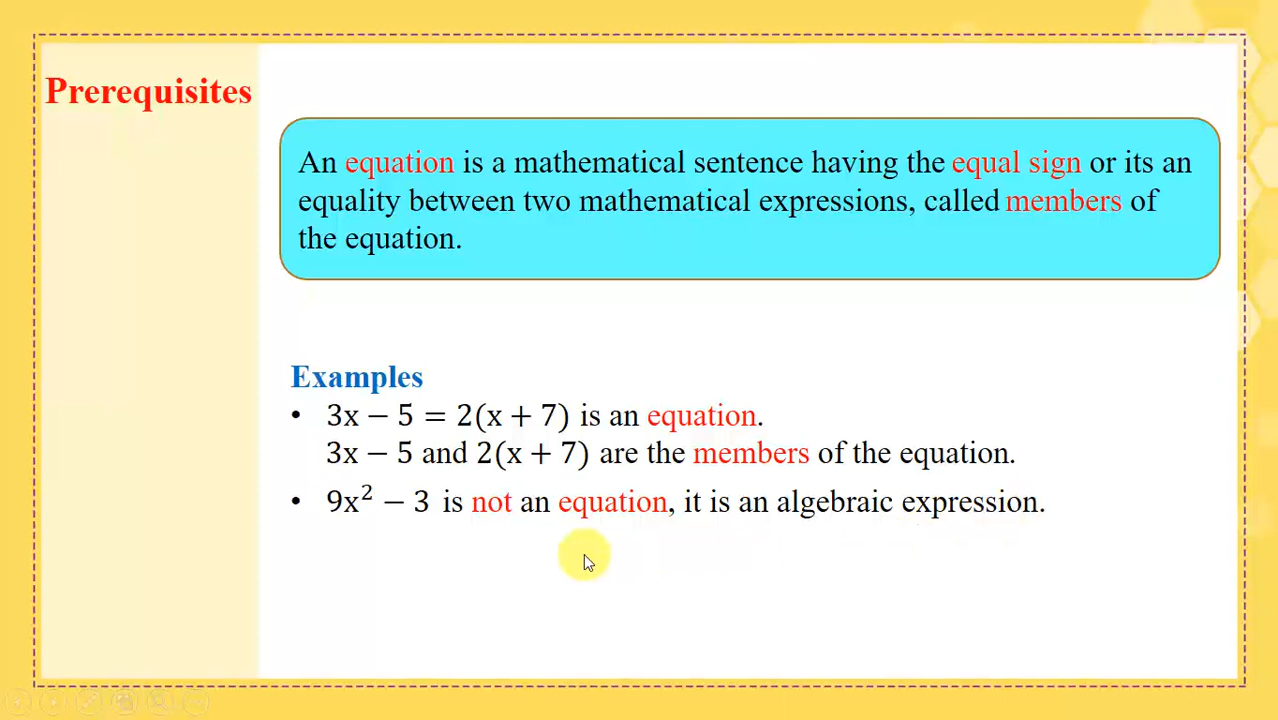 Prerequisites
An equation is a mathematical sentence having the equal sign or its an
equality between two mathematical expressions, called members of
the equation.
Examples
• 3x − 5 = 2(x + 7) is an equation.
3x − 5 and 2(x + 7) are the members of the equation.
• 9x² − 3 is not an equation, it is an algebraic expression.